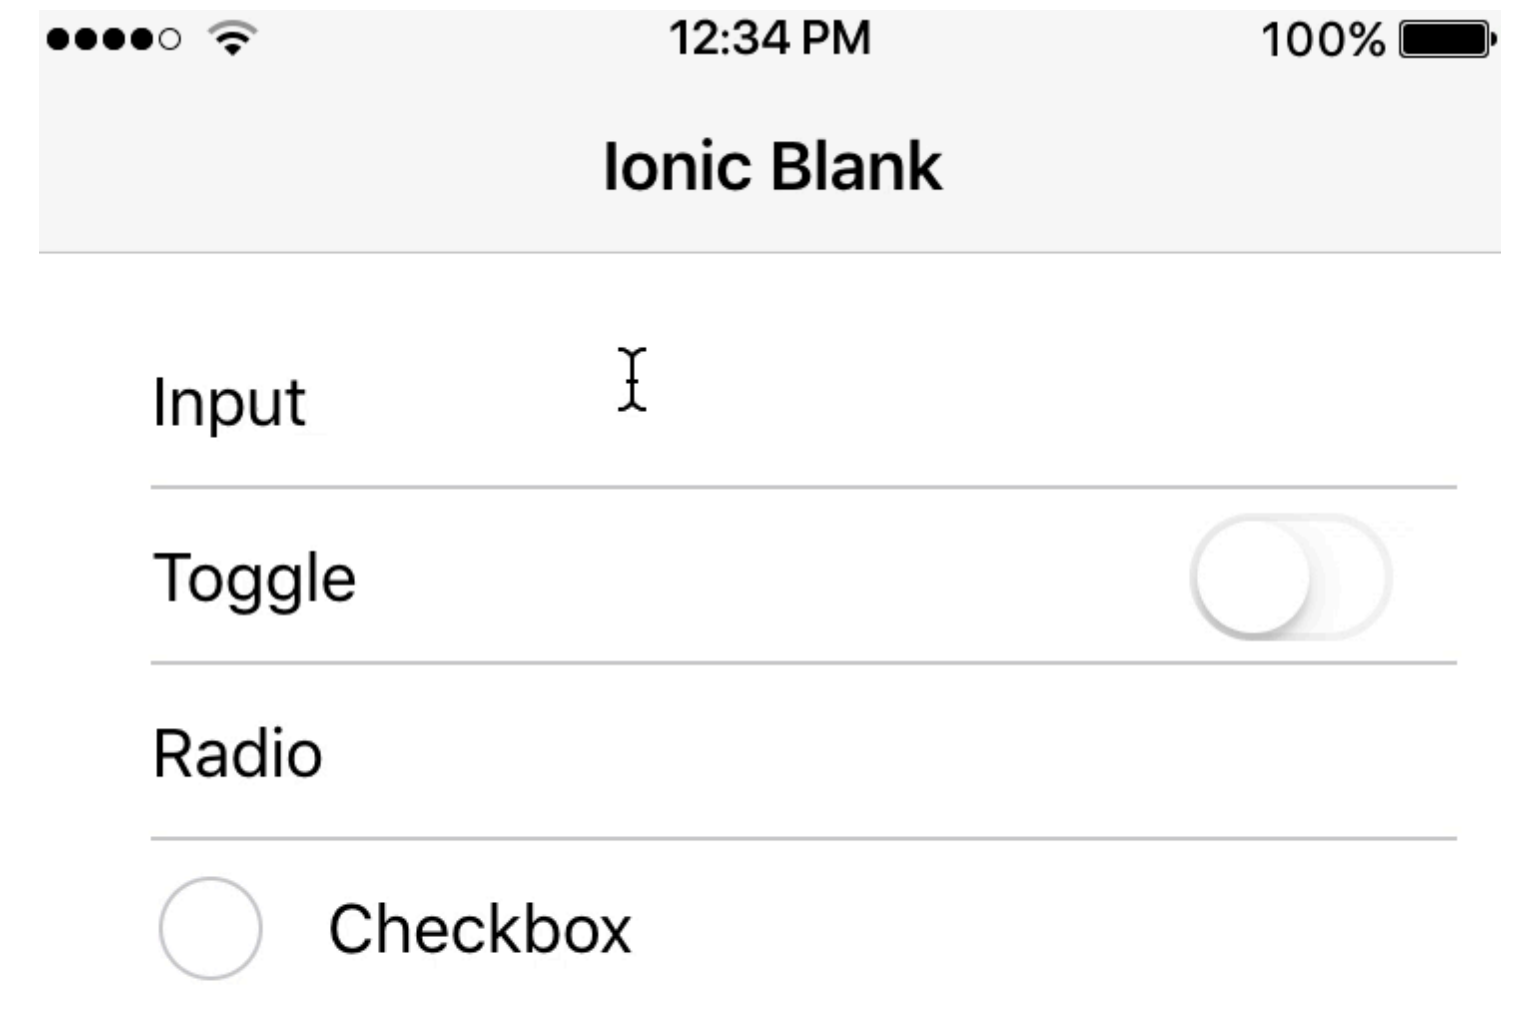 12:34 PM 100%
Ionic Blank
Input
Toggle
Radio
Checkbox